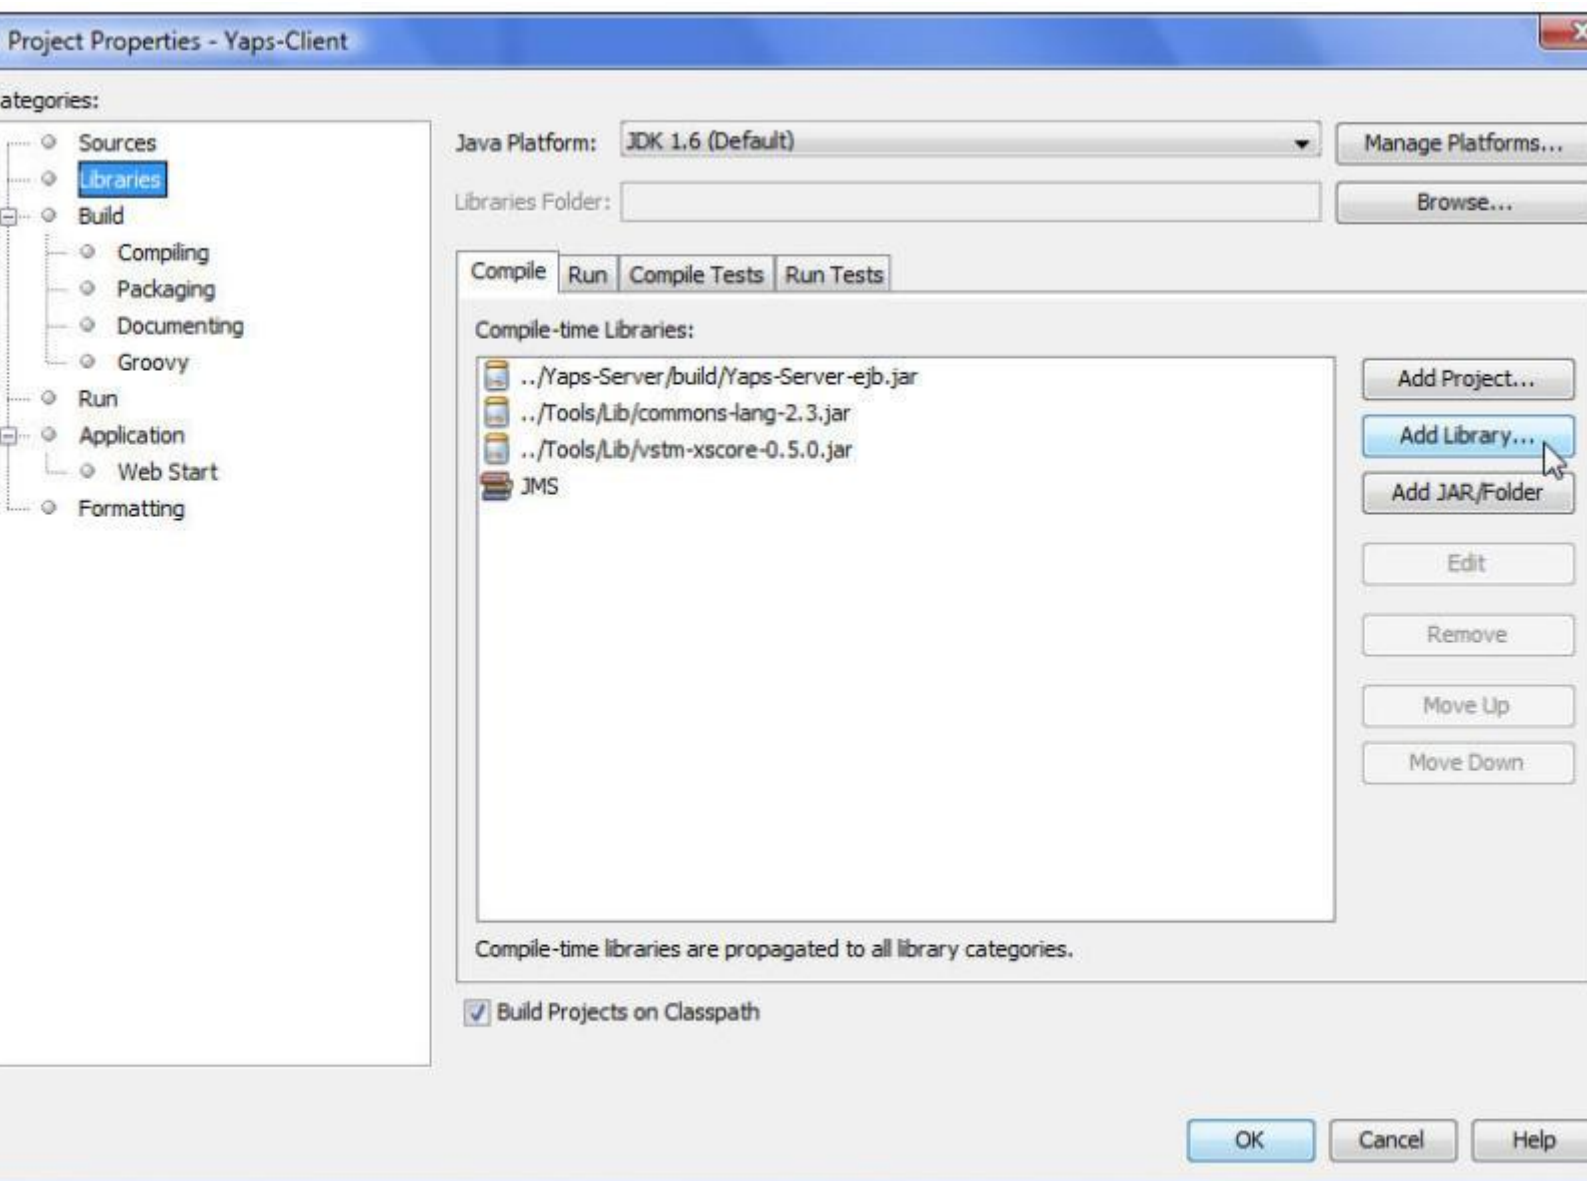 Project Properties - Yaps-Client
ategories:
Sources
Libraries
Build
Compiling
Packaging
Documenting
Groovy
Run
Application
Web Start
Formatting
Java Platform: JDK 1.6 (Default) Manage Platforms...
Libraries Folder: Browse...
Compile Run Compile Tests Run Tests
Compile-time Libraries:
../Yaps-Server/build/Yaps-Server-ejb.jar
../Tools/Lib/commons-lang-2.3.jar
../Tools/Lib/vstm-xscore-0.5.0.jar
JMS
Add Project...
Add Library...
Add JAR/Folder
Edit
Remove
Move Up
Move Down
Compile-time libraries are propagated to all library categories.
Build Projects on Classpath
OK Cancel Help